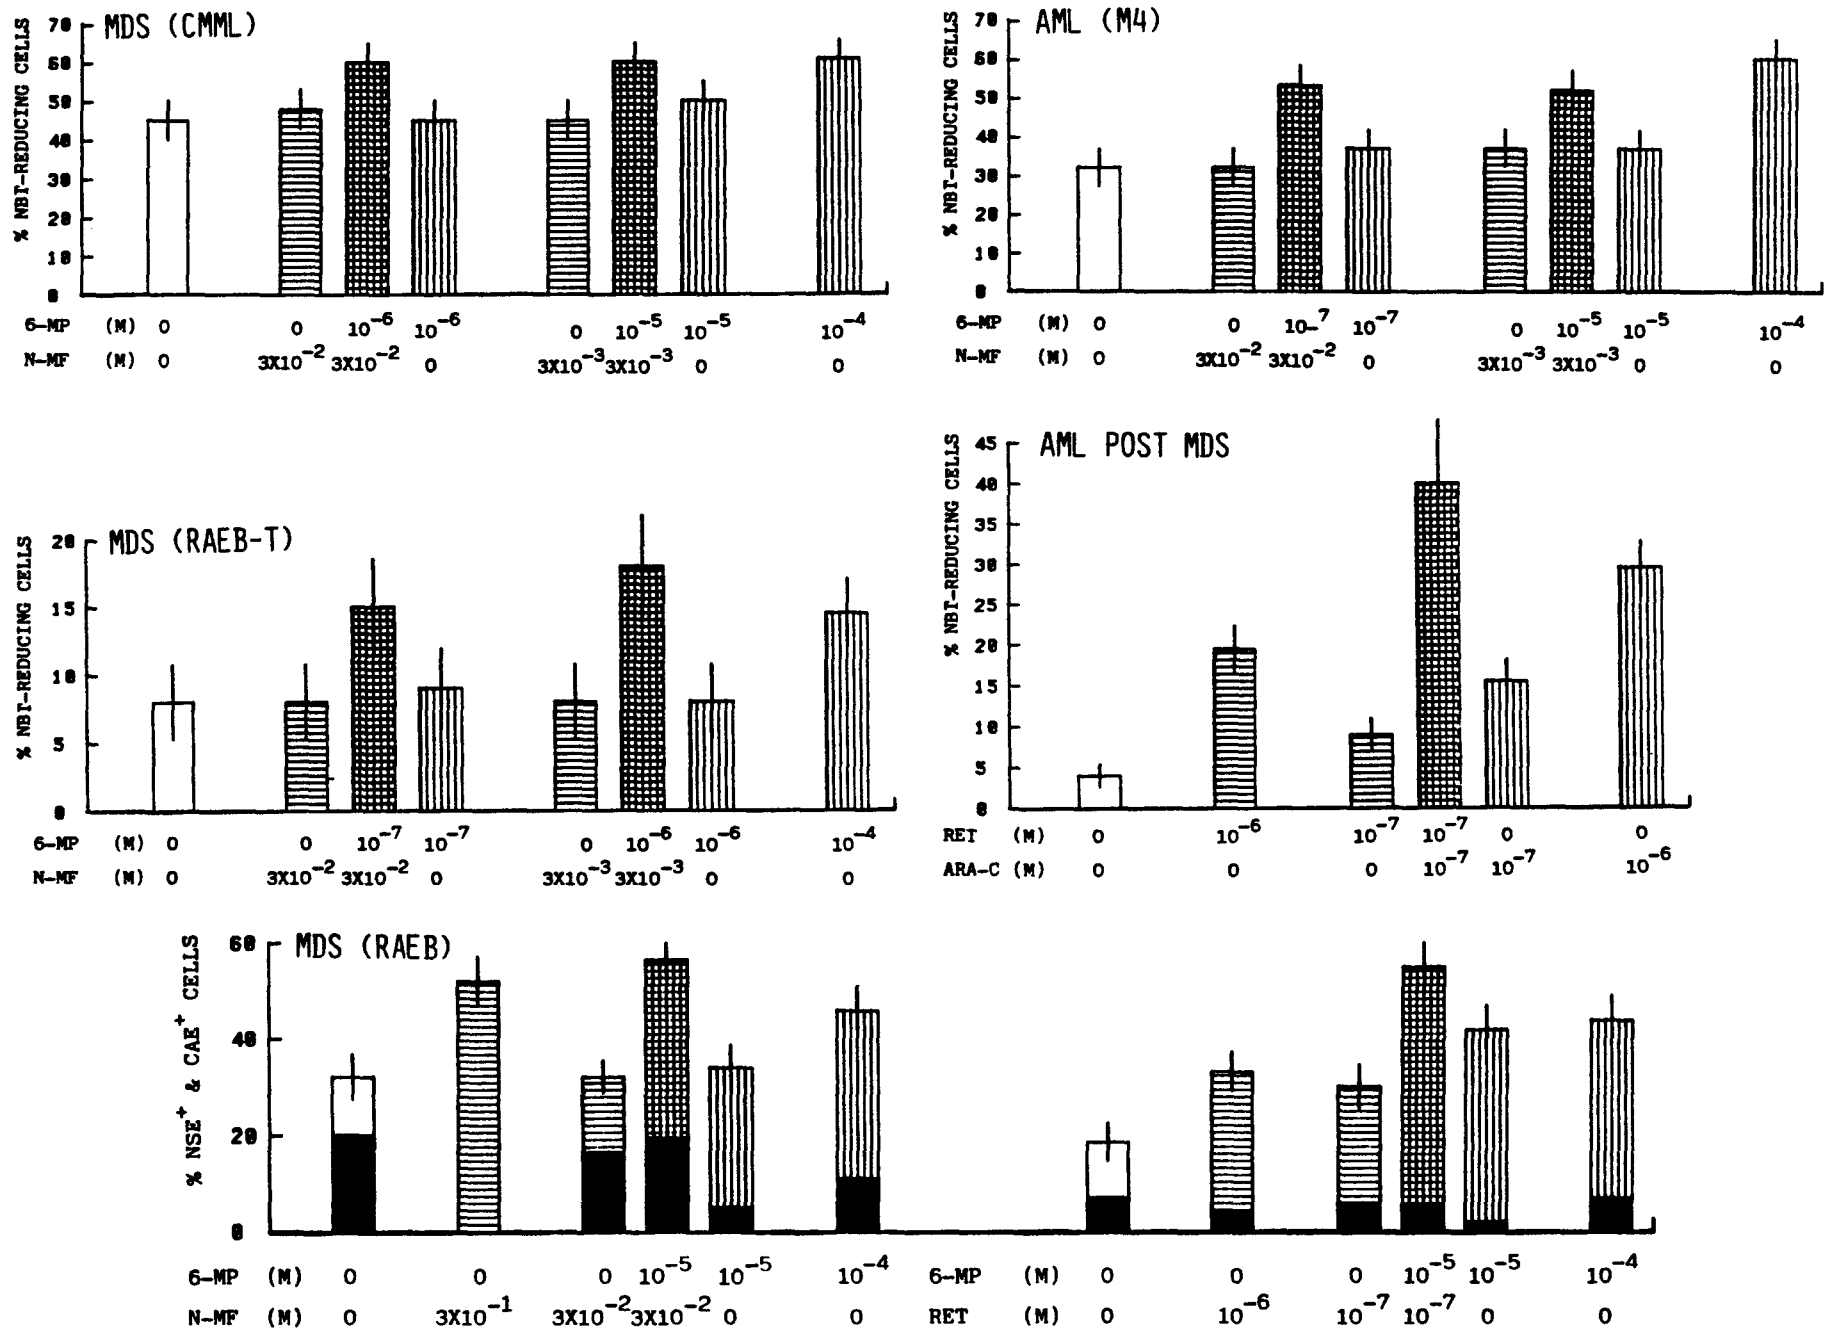 MDS (CMML)
% NBT-REDUCING CELLS
70
60
50
40
30
20
10
0
6-MP (M) 0 0 10-6 10-6 0 10-5 10-5 10-4
N-MF (M) 0 3X10-2 3X10-2 0 3X10-3 3X10-3 0 0
AML (M4)
% NBT-REDUCING CELLS
70
60
50
40
30
20
10
0
6-MP (M) 0 0 10-7 10-7 0 10-5 10-5 10-4
N-MF (M) 0 3X10-2 3X10-2 0 3X10-3 3X10-3 0 0
MDS (RAEB-T)
% NBT-REDUCING CELLS
20
15
10
5
0
6-MP (M) 0 0 10-7 10-7 0 10-6 10-6 10-4
N-MF (M) 0 3X10-2 3X10-2 0 3X10-3 3X10-3 0 0
AML POST MDS
% NBT-REDUCING CELLS
45
40
35
30
25
20
15
10
5
0
RET (M) 0 10-6 10-7 10-7 0 0
ARA-C (M) 0 0 0 10-7 10-7 10-6
MDS (RAEB)
% NSE+ & CAE+ CELLS
60
40
20
0
6-MP (M) 0 0 0 10-5 10-5 10-4
N-MF (M) 0 3X10-1 3X10-2 3X10-2 0 0
6-MP (M) 0 0 0 10-5 10-5 10-4
RET (M) 0 10-6 10-7 10-7 0 0